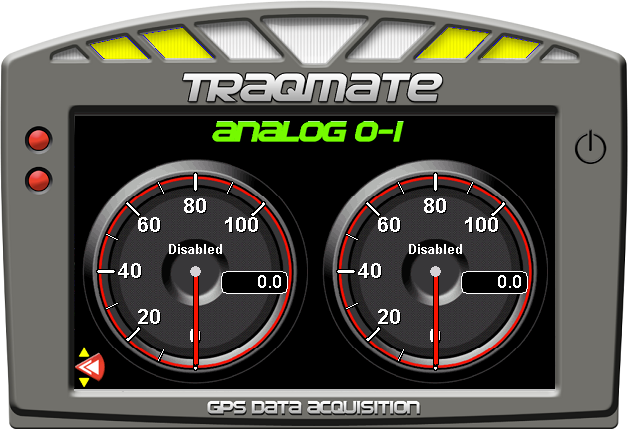 TRAQMATE
ANALOG 0-1
80
60
100
Disabled
40
0.0
20
0
80
60
100
Disabled
40
0.0
20
0
GPS DATA ACQUISITION